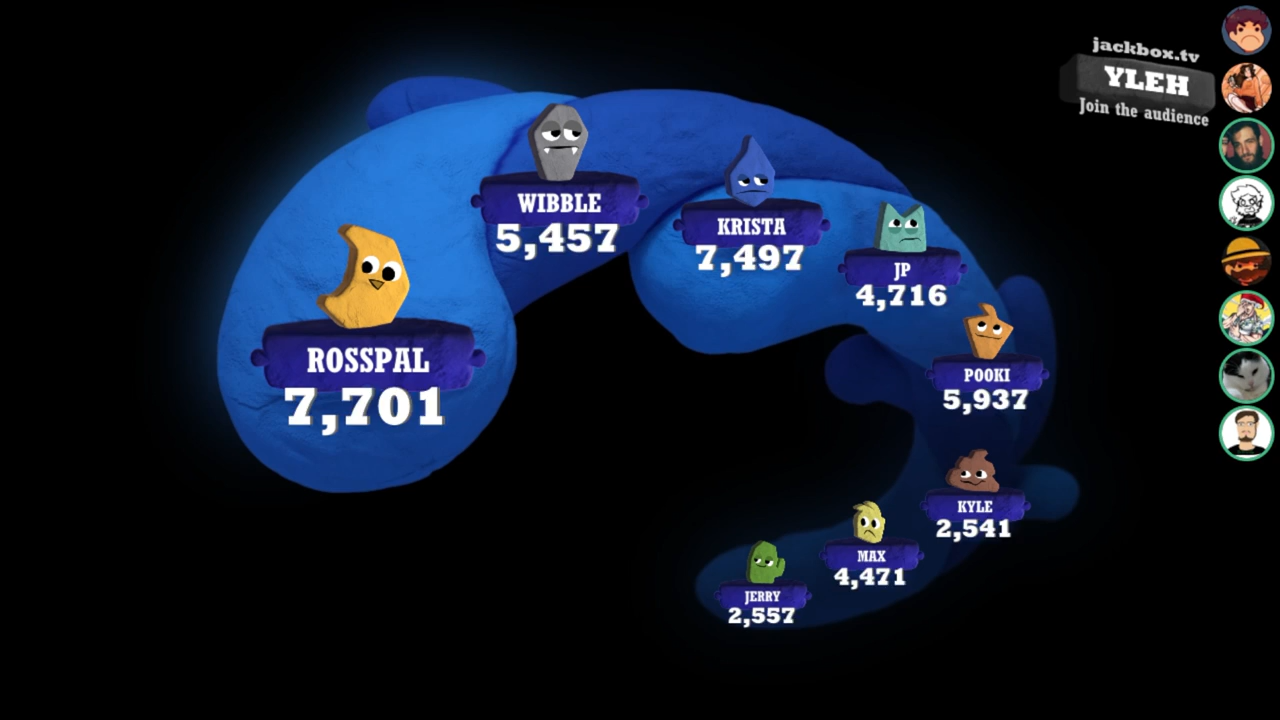 jackbox.tv
YLEH
Join the audience
WIBBLE
5,457
KRISTA
7,497
JP
4,716
ROSSPAL
7,701
POOKI
5,937
KYLE
2,541
MAX
4,471
JERRY
2,557